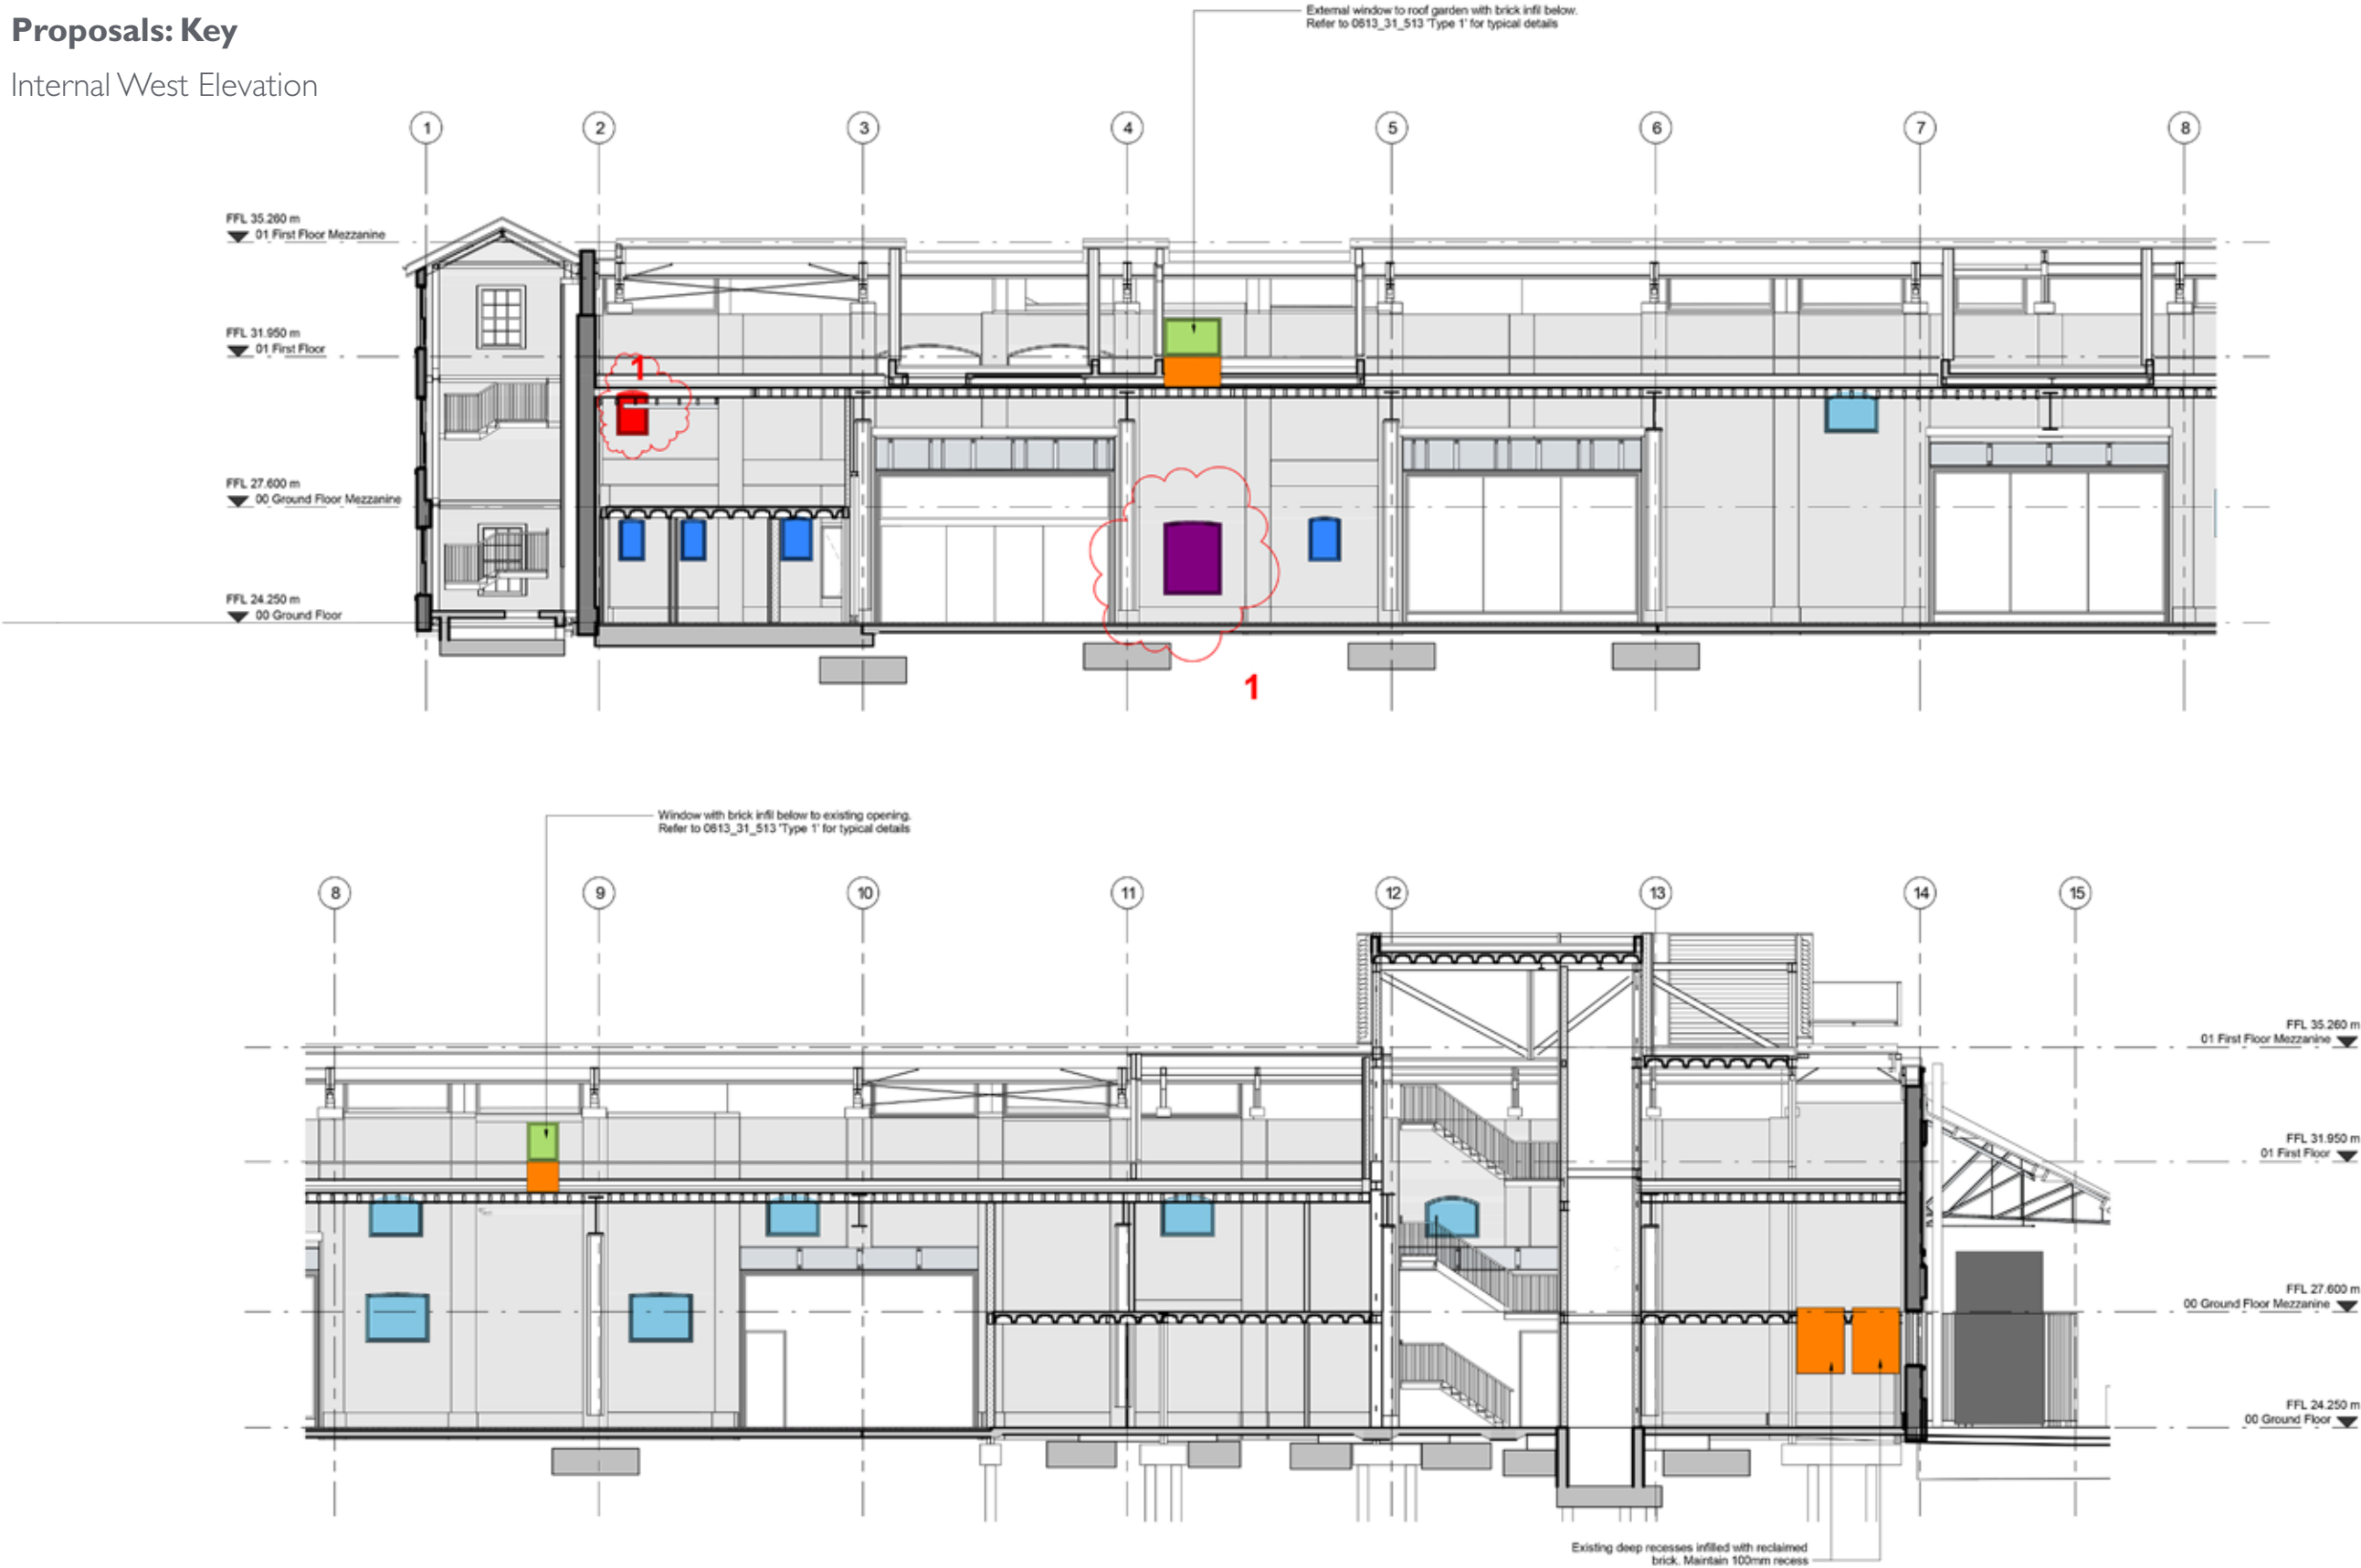 Proposals: Key
Internal West Elevation
External window to roof garden with brick infil below.
Refer to 0613_31_513 'Type 1' for typical details
1 2 3 4 5 6 7 8
FFL 35.260 m
01 First Floor Mezzanine
FFL 31.950 m
01 First Floor
1
FFL 27.600 m
00 Ground Floor Mezzanine
FFL 24.250 m
00 Ground Floor
1
Window with brick infil below to existing opening.
Refer to 0613_31_513 'Type 1' for typical details
8 9 10 11 12 13 14 15
FFL 35.260 m
01 First Floor Mezzanine
FFL 31.950 m
01 First Floor
FFL 27.600 m
00 Ground Floor Mezzanine
FFL 24.250 m
00 Ground Floor
Existing deep recesses infilled with reclaimed
brick. Maintain 100mm recess